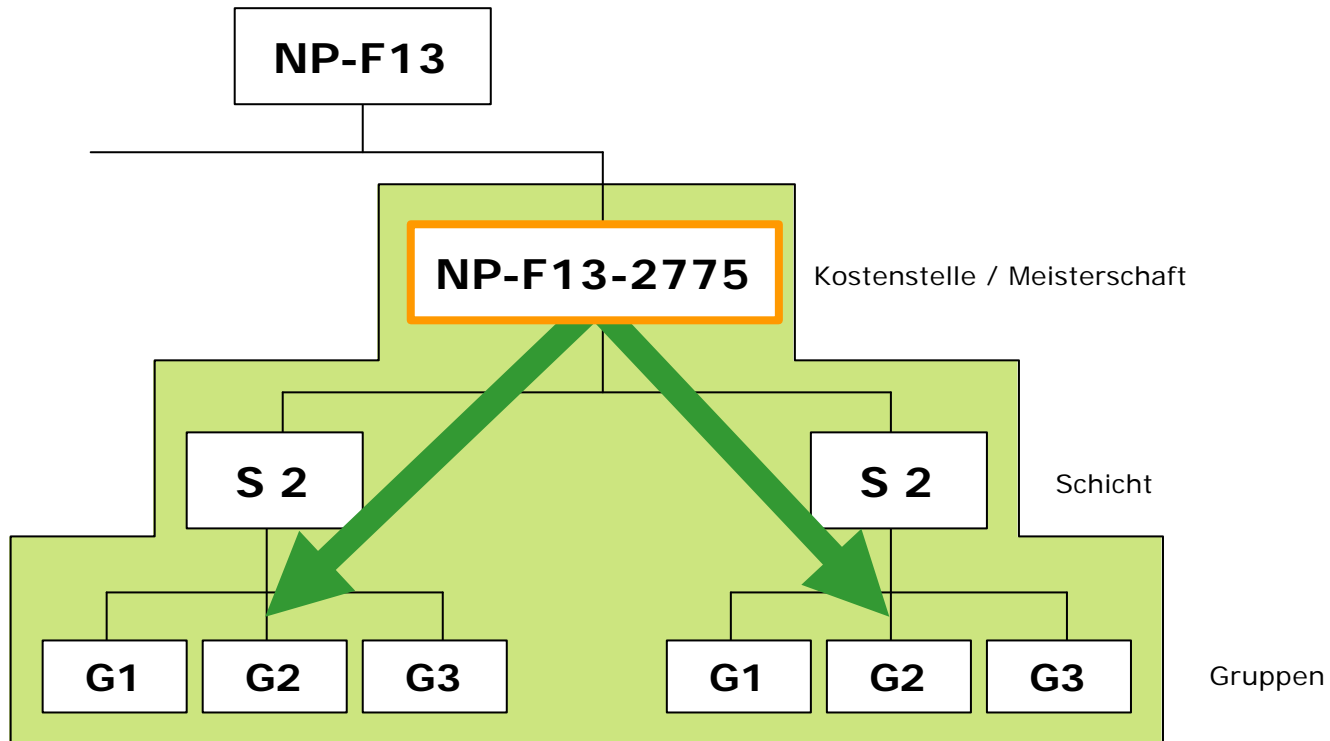 NP-F13
NP-F13-2775
Kostenstelle / Meisterschaft
S 2
S 2
Schicht
G1
G2
G3
G1
G2
G3
Gruppen